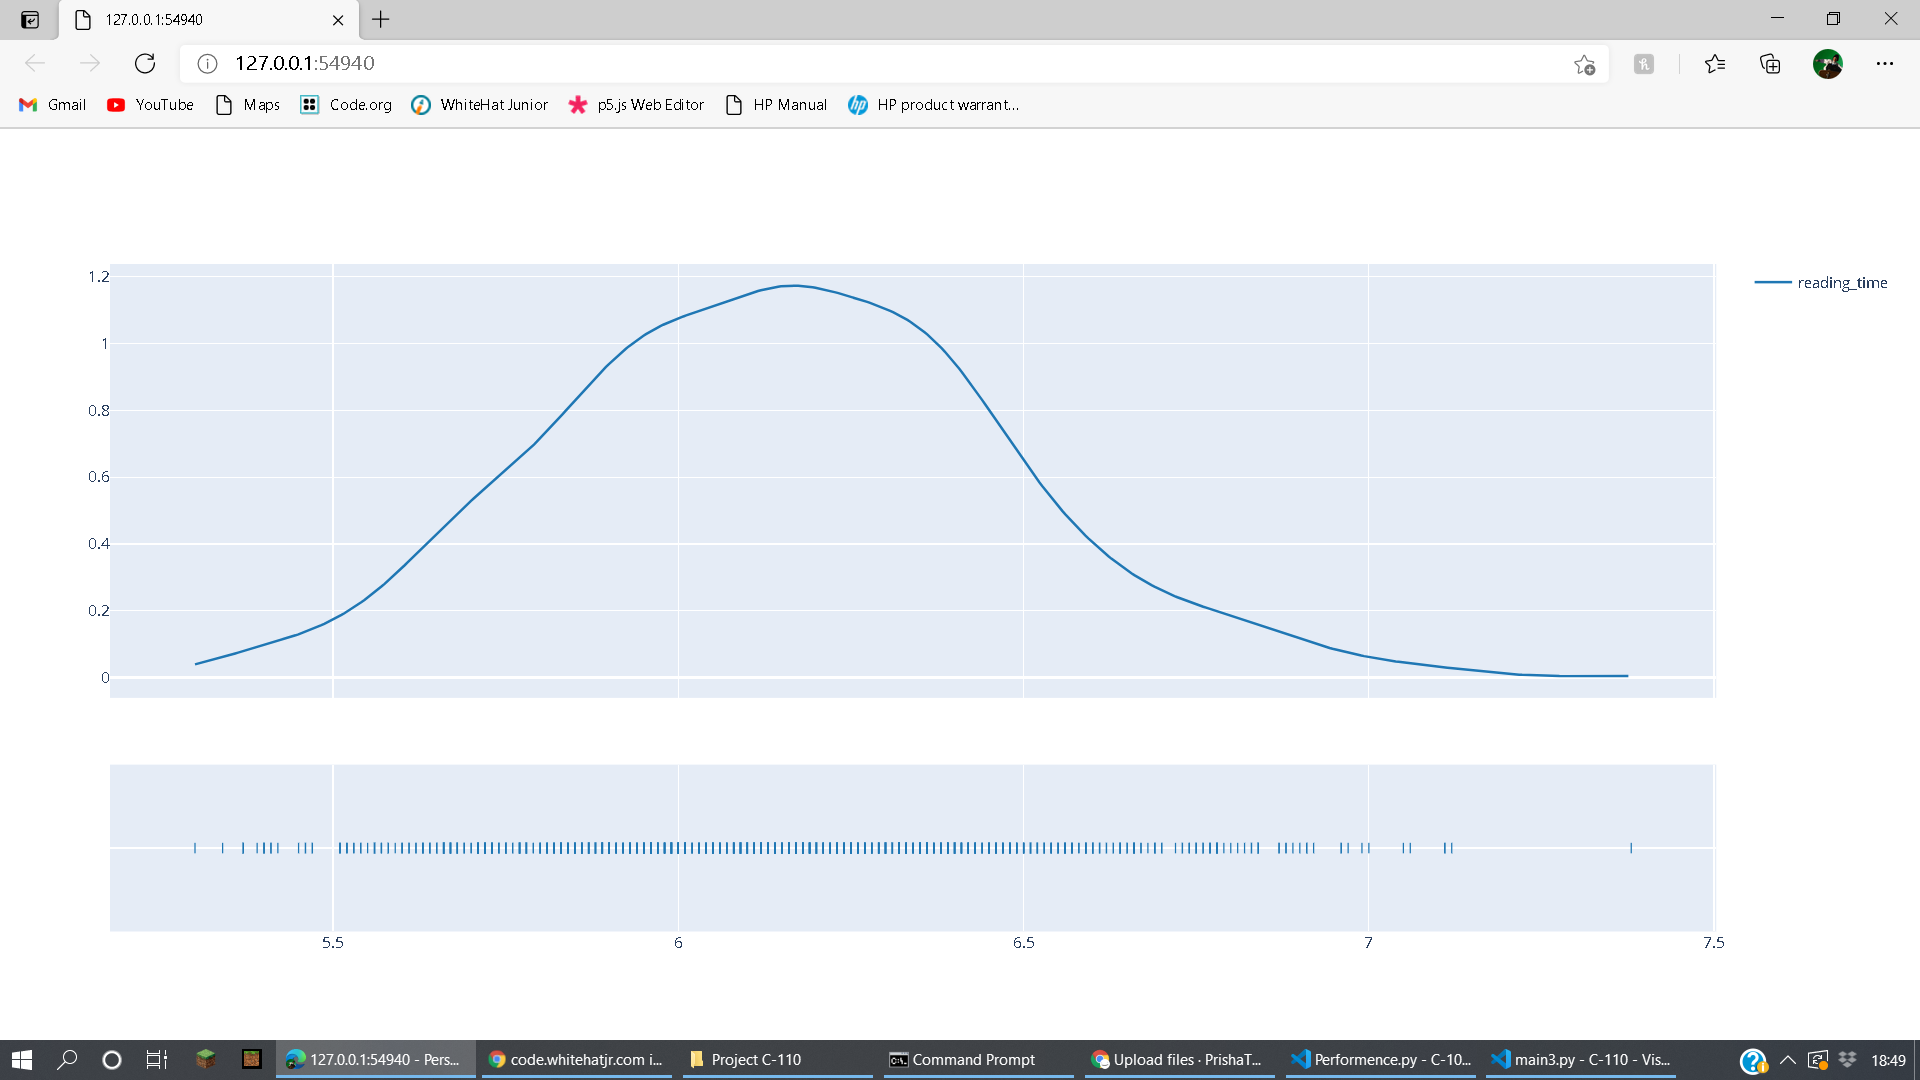 127.0.0.1:54940
127.0.0.1:54940
Gmail YouTube Maps Code.org WhiteHat Junior p5.js Web Editor HP Manual HP product warrant...
1.2
reading_time
1
0.8
0.6
0.4
0.2
0
5.5 6 6.5 7 7.5
127.0.0.1:54940 - Pers... code.whitehatjr.com i... Project C-110 Command Prompt Upload files · PrishaT... Performence.py - C-10... main3.py - C-110 - Vis... 18:49